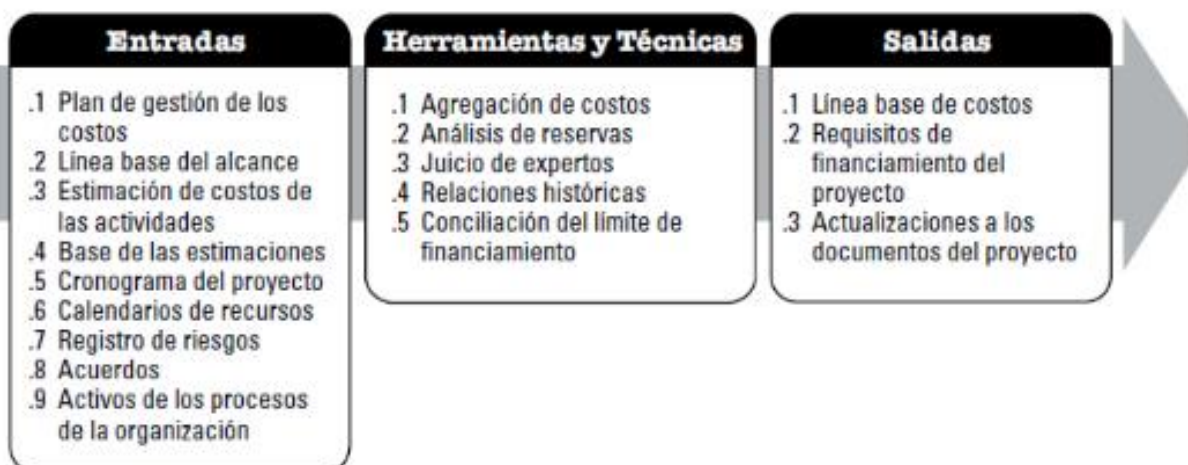 Entradas
.1 Plan de gestión de los
costos
.2 Línea base del alcance
.3 Estimación de costos de
las actividades
.4 Base de las estimaciones
.5 Cronograma del proyecto
.6 Calendarios de recursos
.7 Registro de riesgos
.8 Acuerdos
.9 Activos de los procesos
de la organización
Herramientas y Técnicas
.1 Agregación de costos
.2 Análisis de reservas
.3 Juicio de expertos
.4 Relaciones históricas
.5 Conciliación del límite de
financiamiento
Salidas
.1 Línea base de costos
.2 Requisitos de
financiamiento del
proyecto
.3 Actualizaciones a los
documentos del proyecto